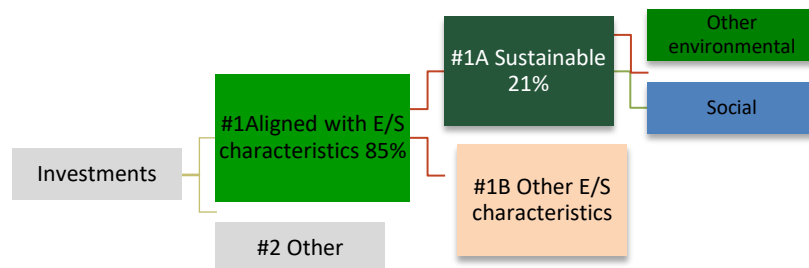 Investments
#1Aligned with E/S
characteristics 85%
#2 Other
#1A Sustainable
21%
#1B Other E/S
characteristics
Other
environmental
Social